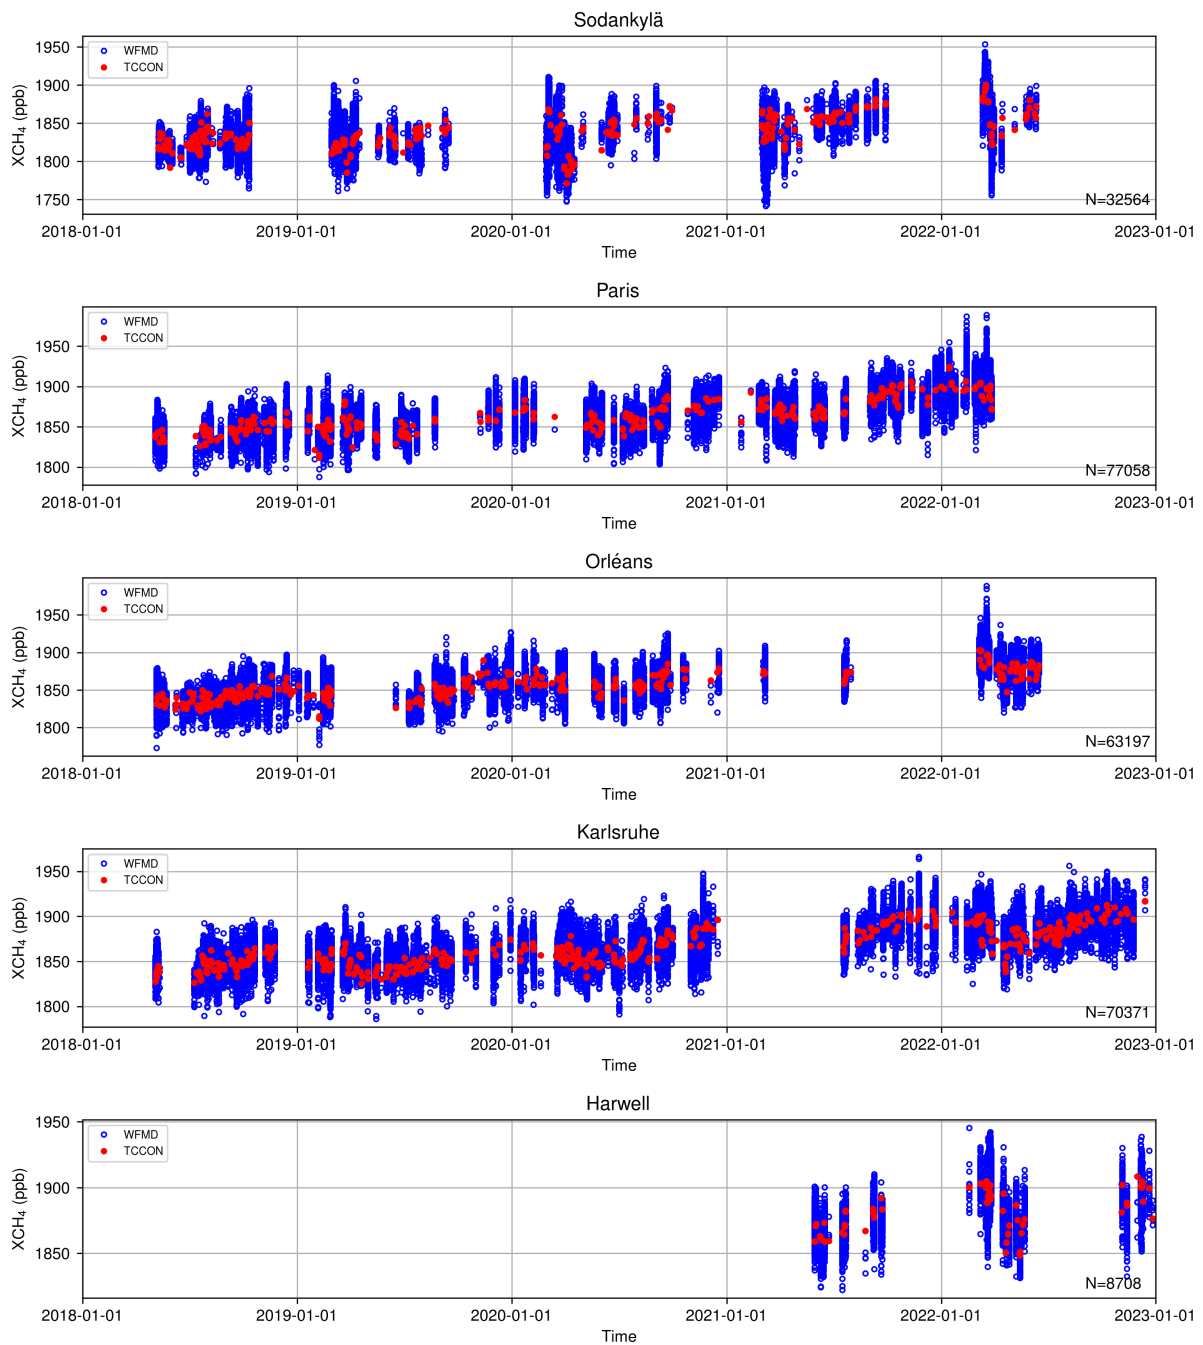 Sodankylä
WFMD
TCCON
1950
1900
1850
1800
1750
XCH₄ (ppb)
N=32564
2018-01-01 2019-01-01 2020-01-01 2021-01-01 2022-01-01 2023-01-01
Time
Paris
WFMD
TCCON
1950
1900
1850
1800
XCH₄ (ppb)
N=77058
2018-01-01 2019-01-01 2020-01-01 2021-01-01 2022-01-01 2023-01-01
Time
Orléans
WFMD
TCCON
1950
1900
1850
1800
XCH₄ (ppb)
N=63197
2018-01-01 2019-01-01 2020-01-01 2021-01-01 2022-01-01 2023-01-01
Time
Karlsruhe
WFMD
TCCON
1950
1900
1850
1800
XCH₄ (ppb)
N=70371
2018-01-01 2019-01-01 2020-01-01 2021-01-01 2022-01-01 2023-01-01
Time
Harwell
WFMD
TCCON
1950
1900
1850
XCH₄ (ppb)
N=8708
2018-01-01 2019-01-01 2020-01-01 2021-01-01 2022-01-01 2023-01-01
Time